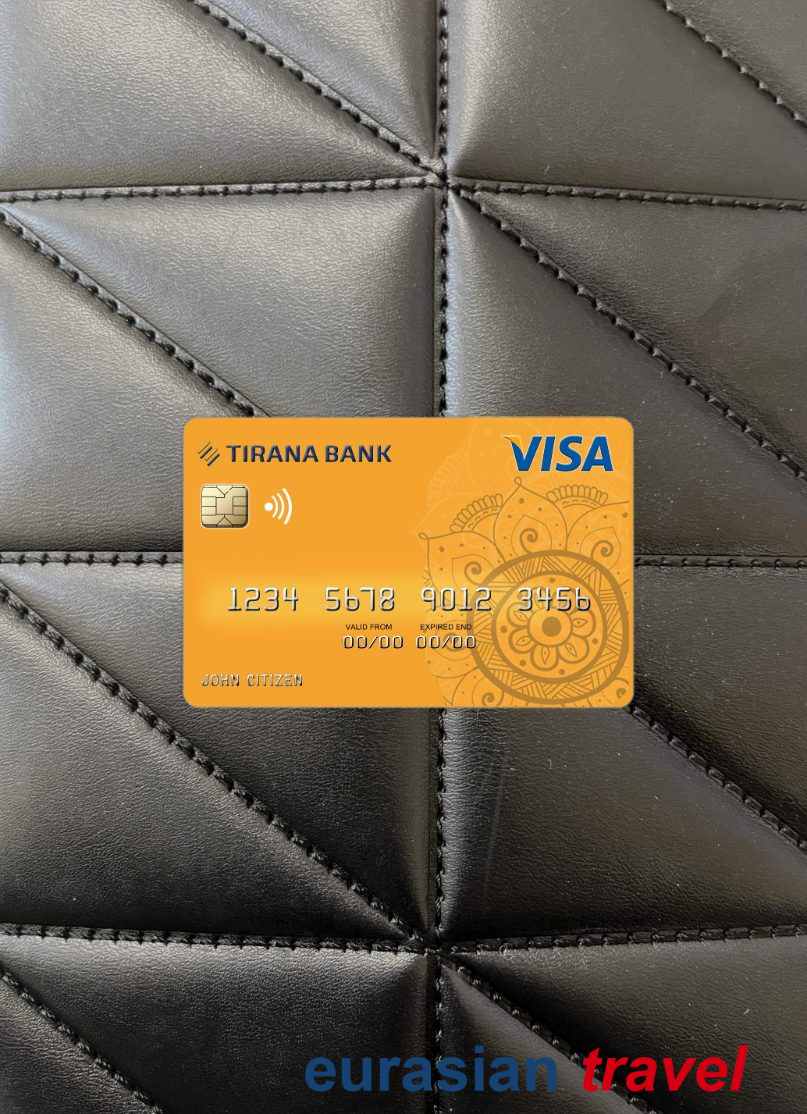 TIRANA BANK VISA
1234 5678 9012 3456
VALID FROM EXPIRED END
00/00 00/00
JOHN CITIZEN
eurasian travel